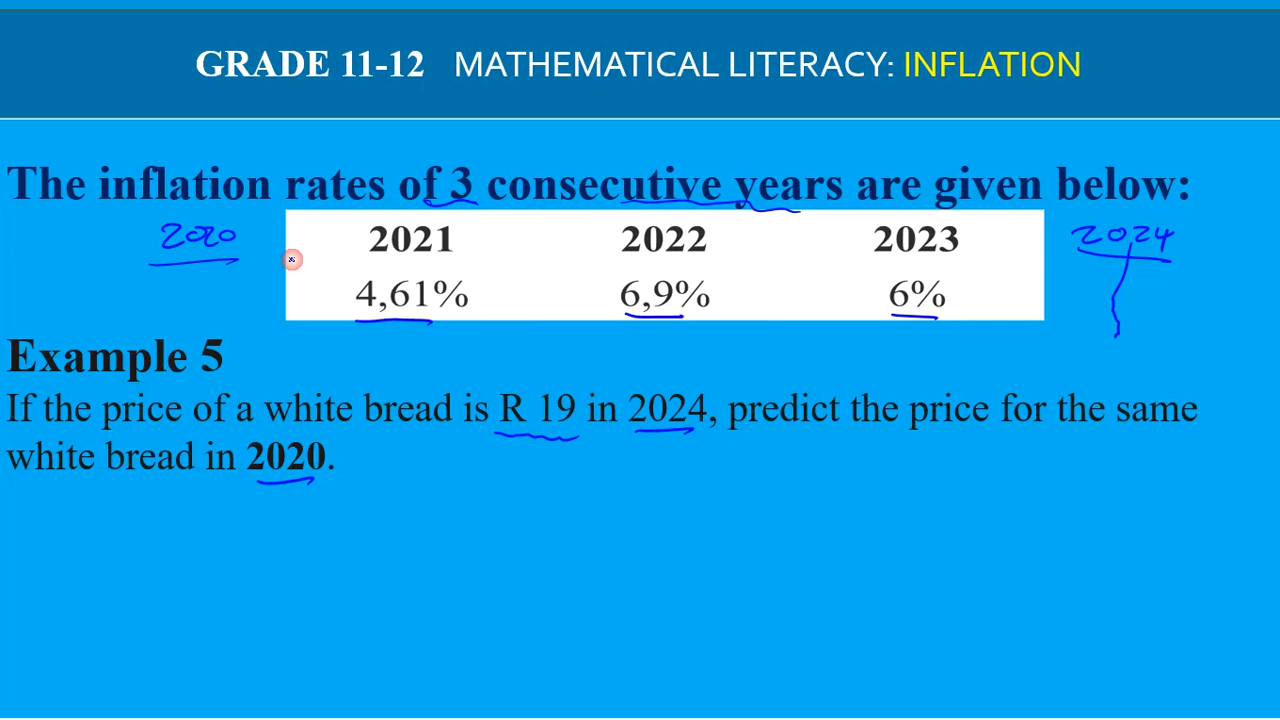 GRADE 11-12 MATHEMATICAL LITERACY: INFLATION
The inflation rates of 3 consecutive years are given below:
2020 2021 2022 2023 2024
4,61% 6,9% 6%
Example 5
If the price of a white bread is R 19 in 2024, predict the price for the same
white bread in 2020.